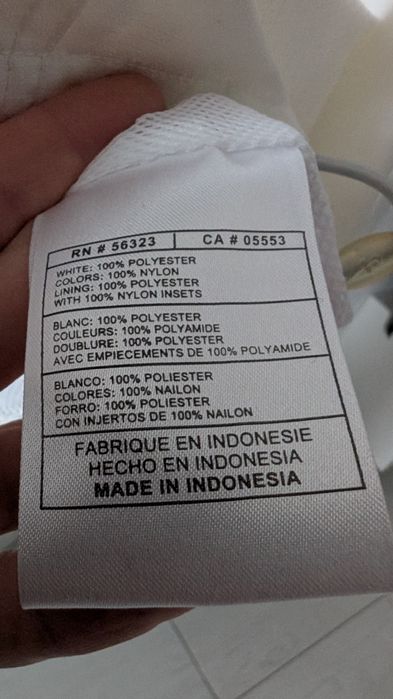 RN # 56323 CA # 05553
WHITE: 100% POLYESTER
COLORS: 100% NYLON
LINING: 100% POLYESTER
WITH 100% NYLON INSETS
BLANC: 100% POLYESTER
COULEURS: 100% POLYAMIDE
DOUBLURE: 100% POLYESTER
AVEC EMPIECEMENTS DE 100% POLYAMIDE
BLANCO: 100% POLIESTER
COLORES: 100% NAILON
FORRO: 100% POLIESTER
CON INJERTOS DE 100% NAILON
FABRIQUE EN INDONESIE
HECHO EN INDONESIA
MADE IN INDONESIA